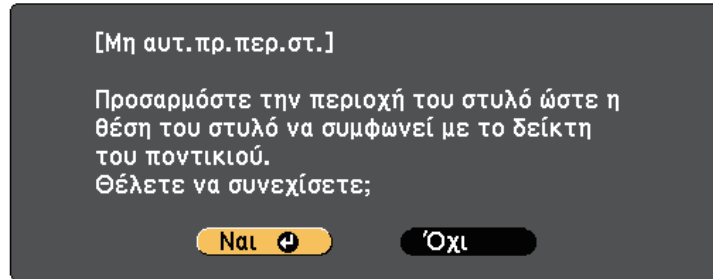 [Μη αυτ.πρ.περ.στ.]
Προσαρμόστε την περιοχή του στυλό ώστε η
θέση του στυλό να συμφωνεί με το δείκτη
του ποντικιού.
Θέλετε να συνεχίσετε;
Ναι Όχι